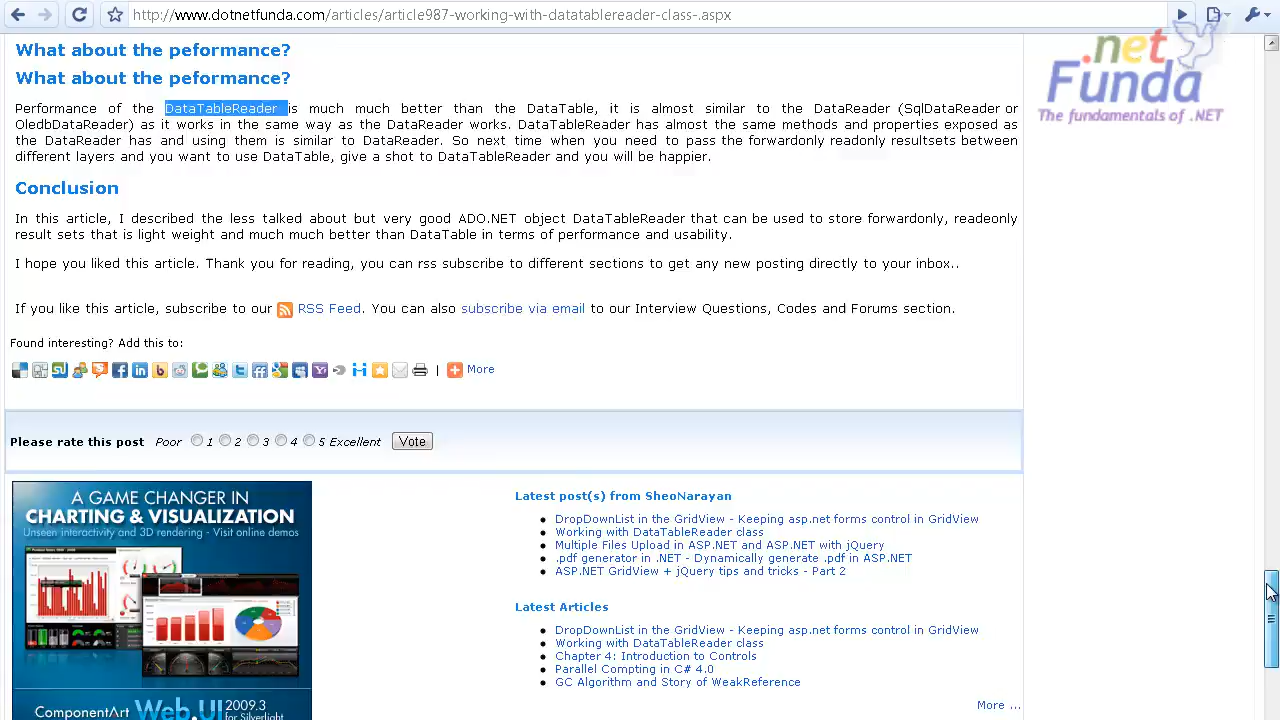 http://www.dotnetfunda.com/articles/article987-working-with-datatablereader-class-.aspx
.net
Funda
The fundamentals of .NET
What about the peformance?
What about the peformance?
Performance of the DataTableReader is much much better than the DataTable, it is almost similar to the DataReader (SqlDataReader or
OledbDataReader) as it works in the same way as the DataReader works. DataTableReader has almost the same methods and properties exposed as
the DataReader has and using them is similar to DataReader. So next time when you need to pass the forwardonly readonly resultsets between
different layers and you want to use DataTable, give a shot to DataTableReader and you will be happier.
Conclusion
In this article, I described the less talked about but very good ADO.NET object DataTableReader that can be used to store forwardonly, readeonly
result sets that is light weight and much much better than DataTable in terms of performance and usability.
I hope you liked this article. Thank you for reading, you can rss subscribe to different sections to get any new posting directly to your inbox..
If you like this article, subscribe to our RSS Feed. You can also subscribe via email to our Interview Questions, Codes and Forums section.
Found interesting? Add this to:
| More
Please rate this post Poor 1 2 3 4 5 Excellent Vote
A GAME CHANGER IN
CHARTING & VISUALIZATION
Unseen interactivity and 3D rendering - Visit online demos
ComponentArt Web.UI 2009.3
for Silverlight
Latest post(s) from SheoNarayan
DropDownList in the GridView - Keeping asp.net forms control in GridView
Working with DataTableReader class
Multiple Files Upload in ASP.NET and ASP.NET with jQuery
.pdf generator in .NET - Dynamically generate .pdf in ASP.NET
ASP.NET GridView + jQuery tips and tricks - Part 2
Latest Articles
DropDownList in the GridView - Keeping asp.net forms control in GridView
Working with DataTableReader class
Chapter 4: Introduction to Controls
Parallel Compting in C# 4.0
GC Algorithm and Story of WeakReference
More ...